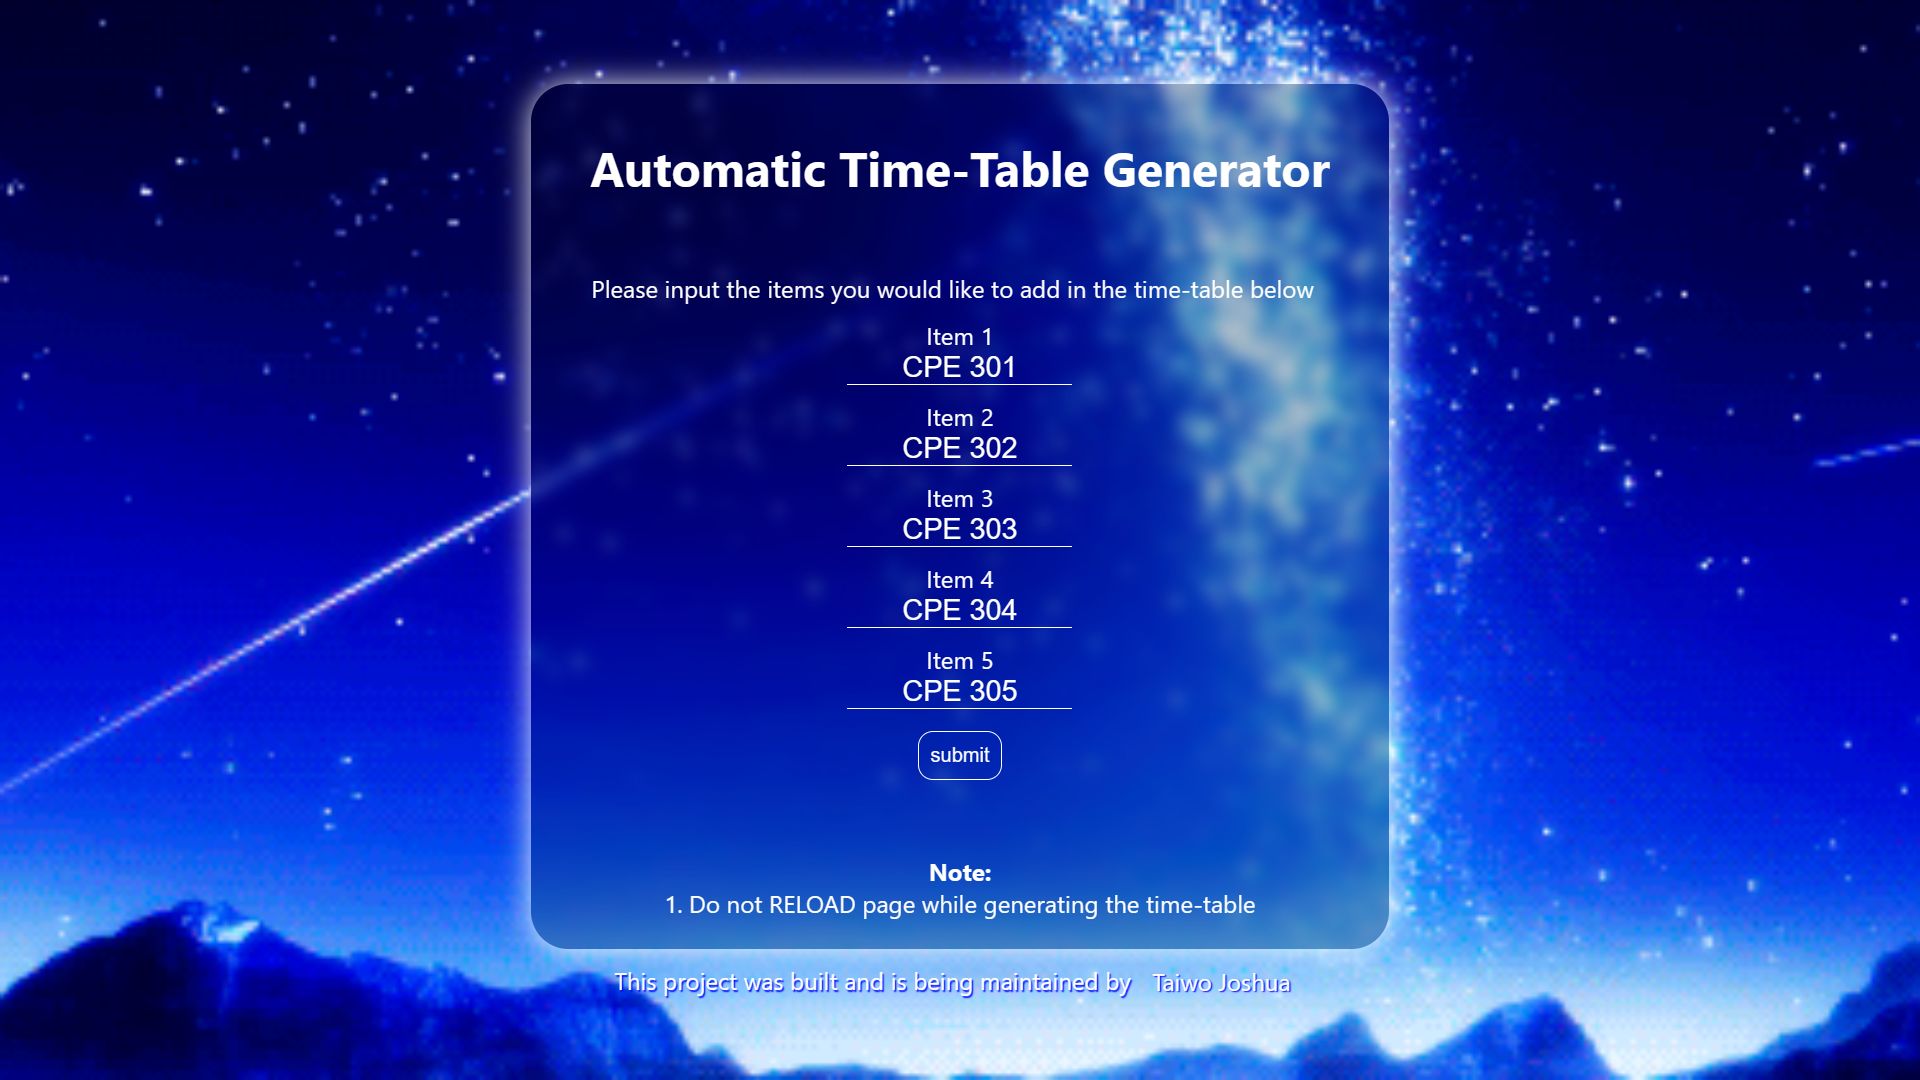 Automatic Time-Table Generator
Please input the items you would like to add in the time-table below
Item 1
CPE 301
Item 2
CPE 302
Item 3
CPE 303
Item 4
CPE 304
Item 5
CPE 305
submit
Note:
1. Do not RELOAD page while generating the time-table
This project was built and is being maintained by Taiwo Joshua